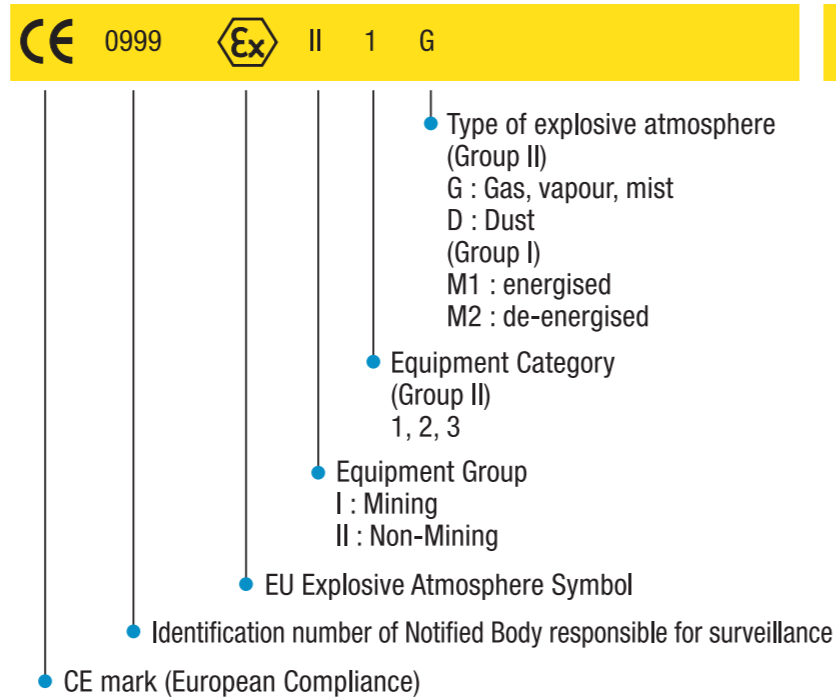 CE 0999 Ex II 1 G
Type of explosive atmosphere
(Group II)
G : Gas, vapour, mist
D : Dust
(Group I)
M1 : energised
M2 : de-energised
Equipment Category
(Group II)
1, 2, 3
Equipment Group
I : Mining
II : Non-Mining
EU Explosive Atmosphere Symbol
Identification number of Notified Body responsible for surveillance
CE mark (European Compliance)